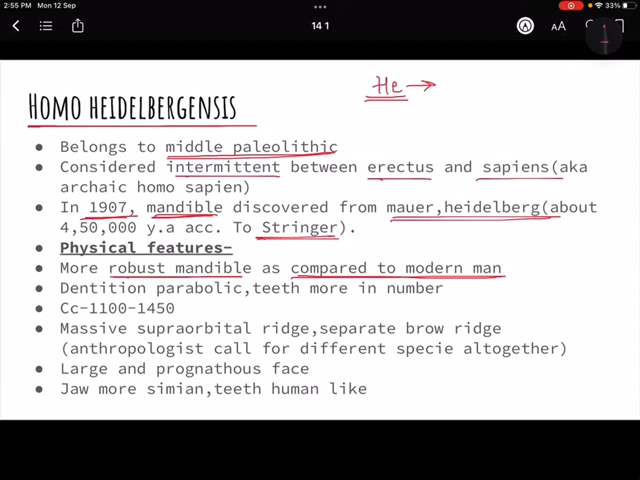 2:55 PM Mon 12 Sep
33%
14 1
AA
He →
HOMO HEIDELBERGENSIS
• Belongs to middle paleolithic
• Considered intermittent between erectus and sapiens(aka
archaic homo sapien)
• In 1907, mandible discovered from mauer,heidelberg(about
4,50,000 y.a acc. To Stringer).
• Physical features-
• More robust mandible as compared to modern man
• Dentition parabolic,teeth more in number
• Cc-1100-1450
• Massive supraorbital ridge,separate brow ridge
(anthropologist call for different specie altogether)
• Large and prognathous face
• Jaw more simian,teeth human like